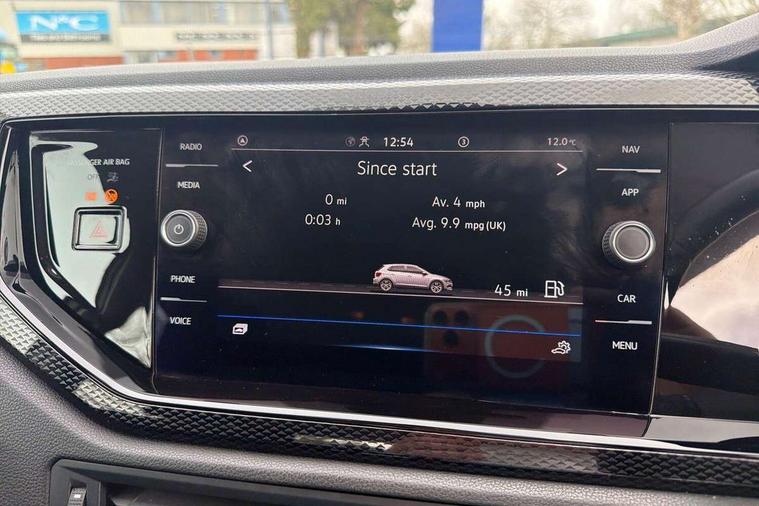 N&C
RADIO
MEDIA
PHONE
VOICE
PASSENGER AIR BAG
OFF
12:54
3
12.0°C
< Since start >
0 mi
Av. 4 mph
0:03 h
Avg. 9.9 mpg (UK)
45 mi
NAV
APP
CAR
MENU